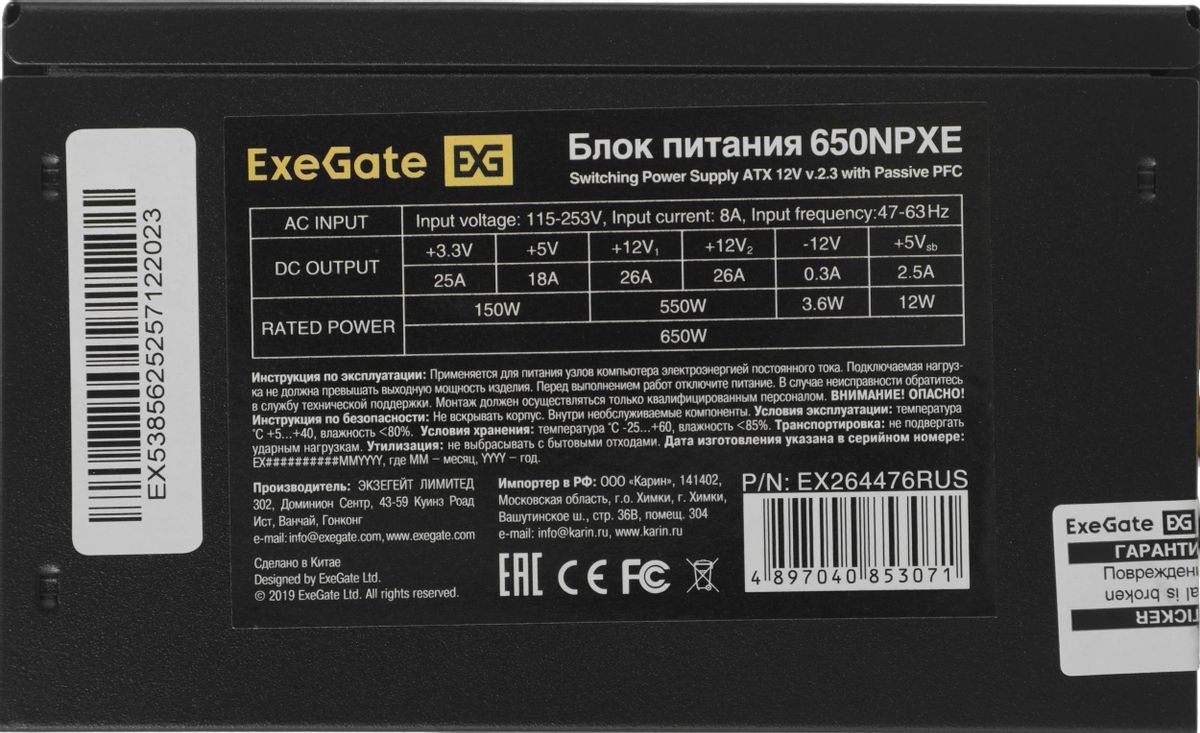 EX538562525712​2023
ExeGate EXG
Блок питания 650NPXE
Switching Power Supply ATX 12V v.2.3 with Passive PFC
AC INPUT Input voltage: 115-253V, Input current: 8A, Input frequency:47-63Hz
DC OUTPUT +3.3V +5V +12V1 +12V2 -12V +5Vsb
25A 18A 26A 26A 0.3A 2.5A
RATED POWER 150W 550W 3.6W 12W
650W
Инструкция по эксплуатации: Применяется для питания узлов компьютера электроэнергией постоянного тока. Подключаемая нагруз-
ка не должна превышать выходную мощность изделия. Перед выполнением работ отключите питание. В случае неисправности обратитесь
в службу технической поддержки. Монтаж должен осуществляться только квалифицированным персоналом. ВНИМАНИЕ! ОПАСНО!
Инструкция по безопасности: Не вскрывать корпус. Внутри необслуживаемые компоненты. Условия эксплуатации: температура
°C +5...+40, влажность <80%. Условия хранения: температура °C -25...+60, влажность <85%. Транспортировка: не подвергать
ударным нагрузкам. Утилизация: не выбрасывать с бытовыми отходами. Дата изготовления указана в серийном номере:
EX##########MMYYYY, где MM – месяц, YYYY – год.
Производитель: ЭКЗЕГЕЙТ ЛИМИТЕД
302, Доминион Сентр, 43-59 Куинз Роад
Ист, Ванчай, Гонконг
e-mail: info@exegate.com, www.exegate.com
Сделано в Китае
Designed by ExeGate Ltd.
© 2019 ExeGate Ltd. All rights reserved.
Импортер в РФ: ООО «Карин», 141402,
Московская область, г.о. Химки, г. Химки,
Вашутинское ш., стр. 36В, помещ. 304
e-mail: info@karin.ru, www.karin.ru
EAC CE FC
P/N: EX264476RUS
4 897040 853071
ExeGate EXG
ГАРАНТИ
Поврежден
al is broken
TICKER